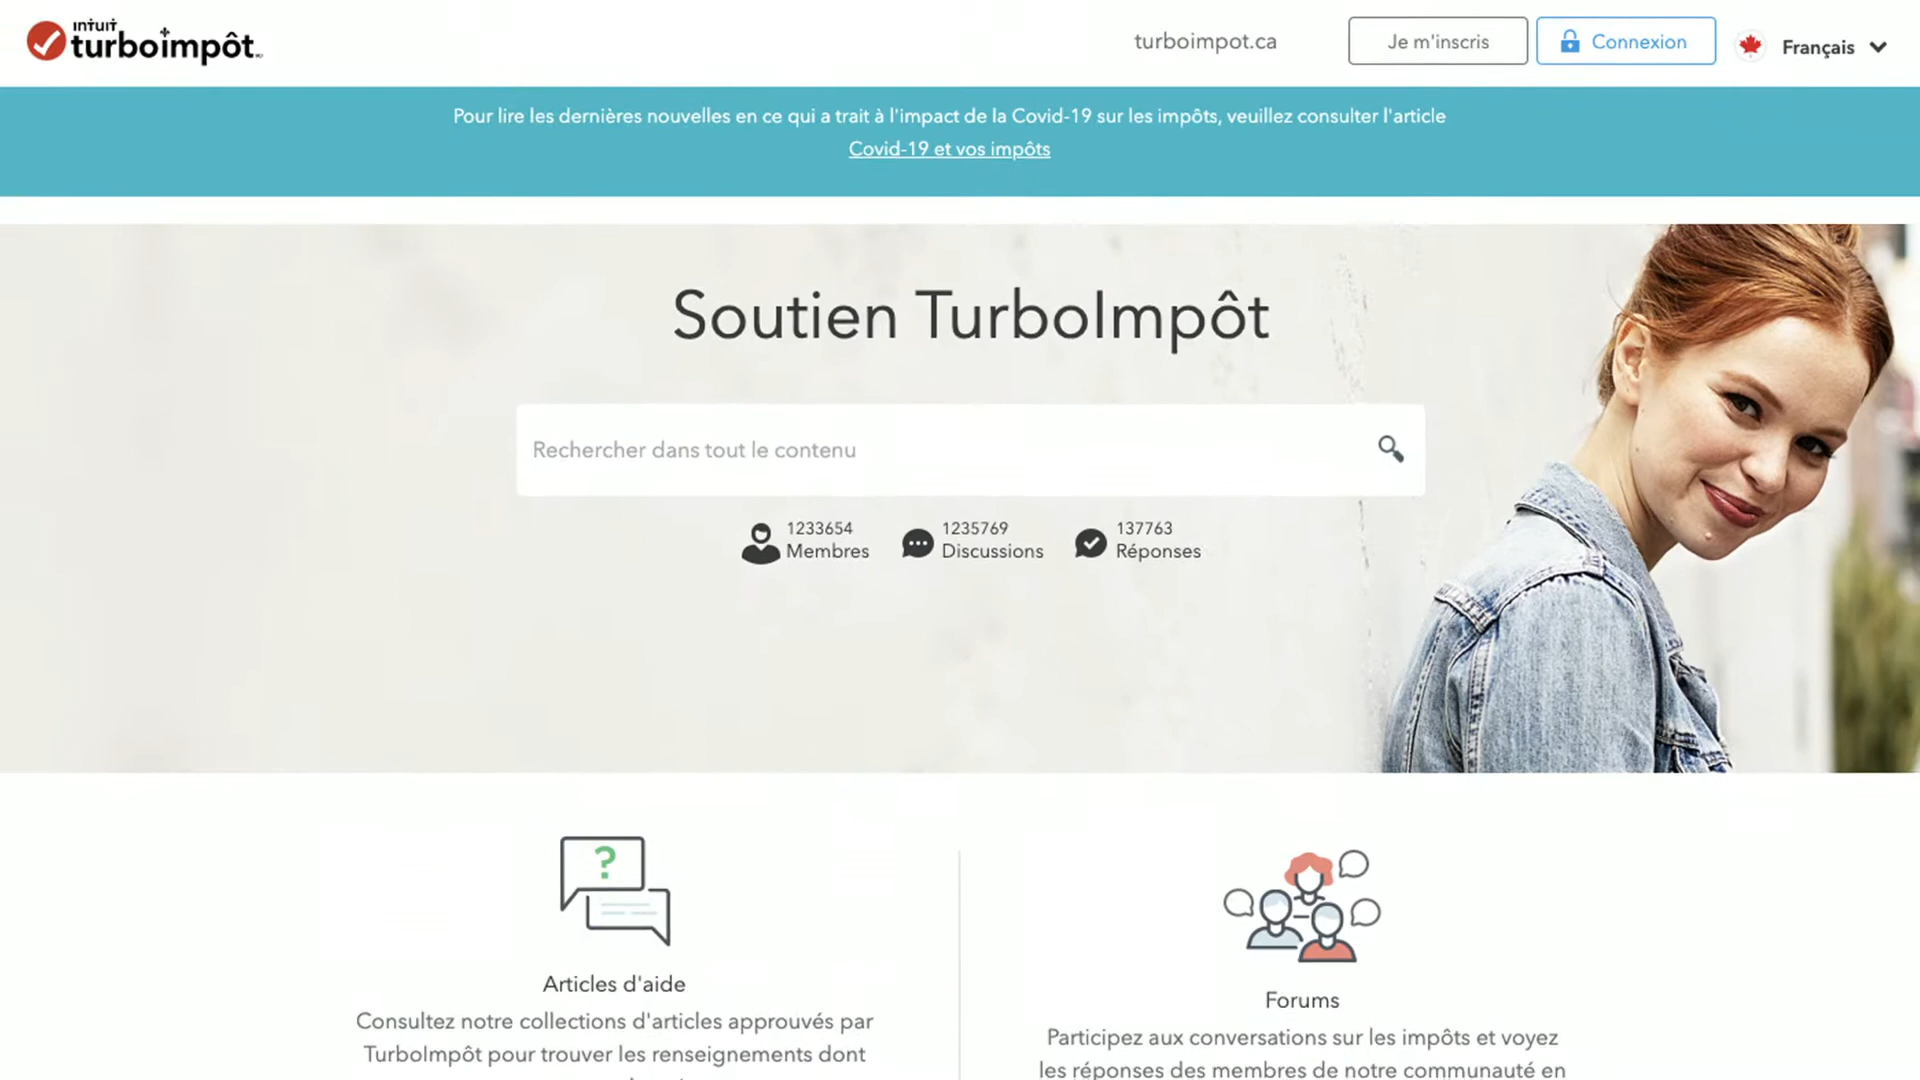 ıntuıt
turboimpôt
turboimpot.ca
Je m'inscris
Connexion
Français
Pour lire les dernières nouvelles en ce qui a trait à l'impact de la Covid-19 sur les impôts, veuillez consulter l'article
Covid-19 et vos impôts
Soutien TurboImpôt
Rechercher dans tout le contenu
1233654
Membres
1235769
Discussions
137763
Réponses
?
Articles d'aide
Consultez notre collections d'articles approuvés par
TurboImpôt pour trouver les renseignements dont
Forums
Participez aux conversations sur les impôts et voyez
les réponses des membres de notre communauté en